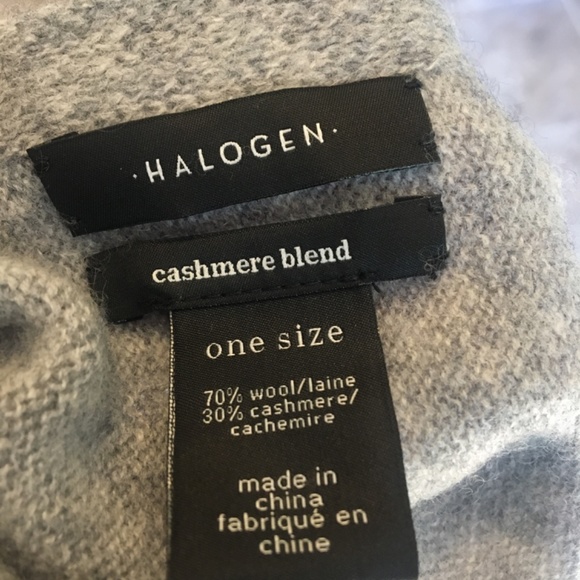 ·HALOGEN·
cashmere blend
one size
70% wool/laine
30% cashmere/
cachemire
made in
china
fabriqué en
chine